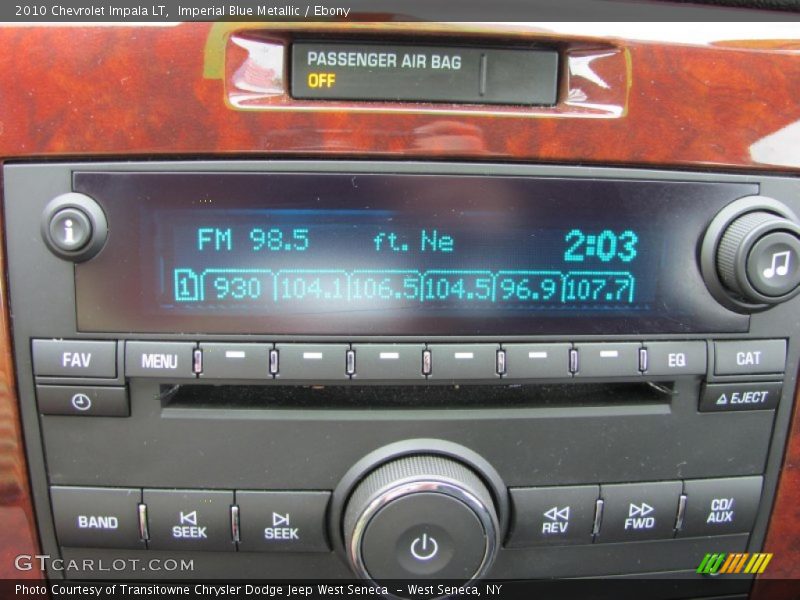 2010 Chevrolet Impala LT, Imperial Blue Metallic / Ebony
PASSENGER AIR BAG
OFF
i
FM 98.5 ft. Ne 2:03
1 930 104.1 106.5 104.5 96.9 107.7
FAV MENU EQ CAT
EJECT
BAND SEEK SEEK REV FWD CD/
AUX
GTCARLOT.COM
Photo Courtesy of Transitowne Chrysler Dodge Jeep West Seneca - West Seneca, NY